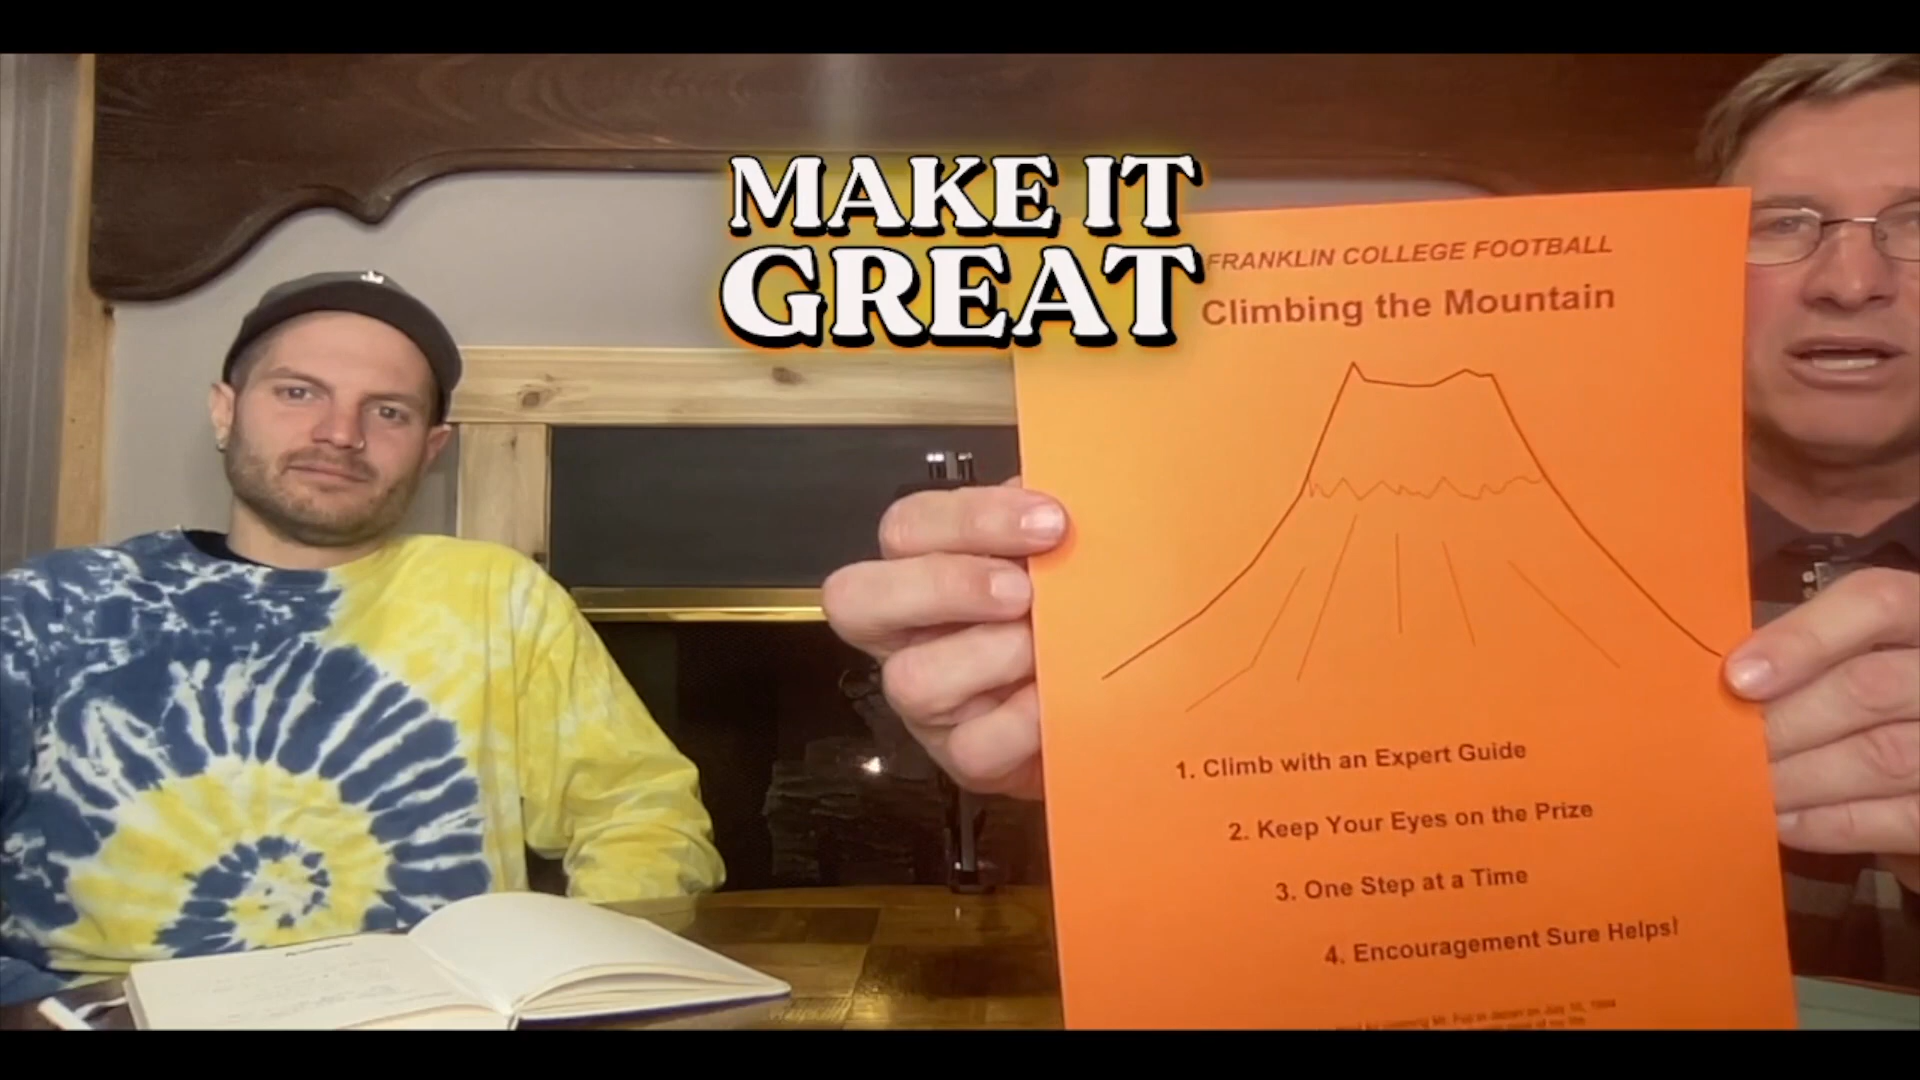 MAKE IT
GREAT
FRANKLIN COLLEGE FOOTBALL
Climbing the Mountain
1. Climb with an Expert Guide
2. Keep Your Eyes on the Prize
3. One Step at a Time
4. Encouragement Sure Helps!